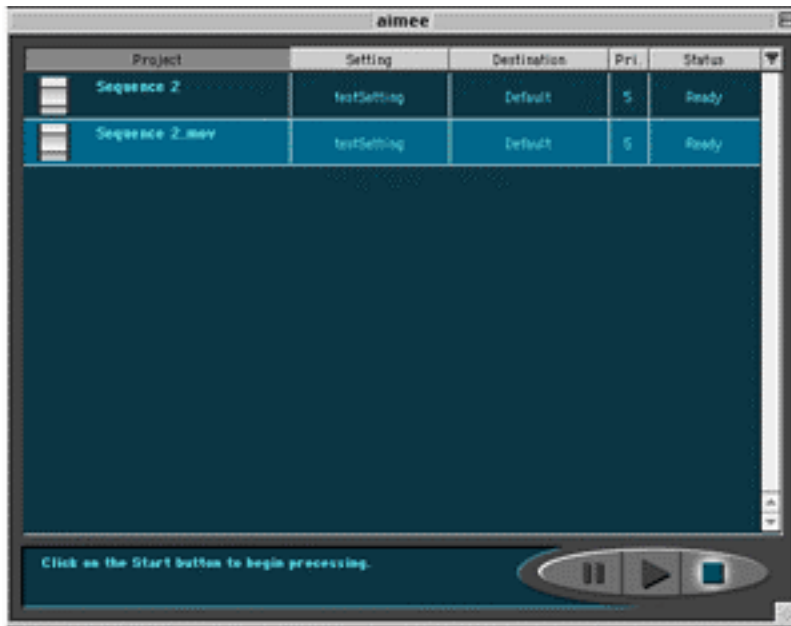 aimee
Project Setting Destination Pri. Status
Sequence 2 testSetting Default 5 Ready
Sequence 2.mov testSetting Default 5 Ready
Click on the Start button to begin processing.